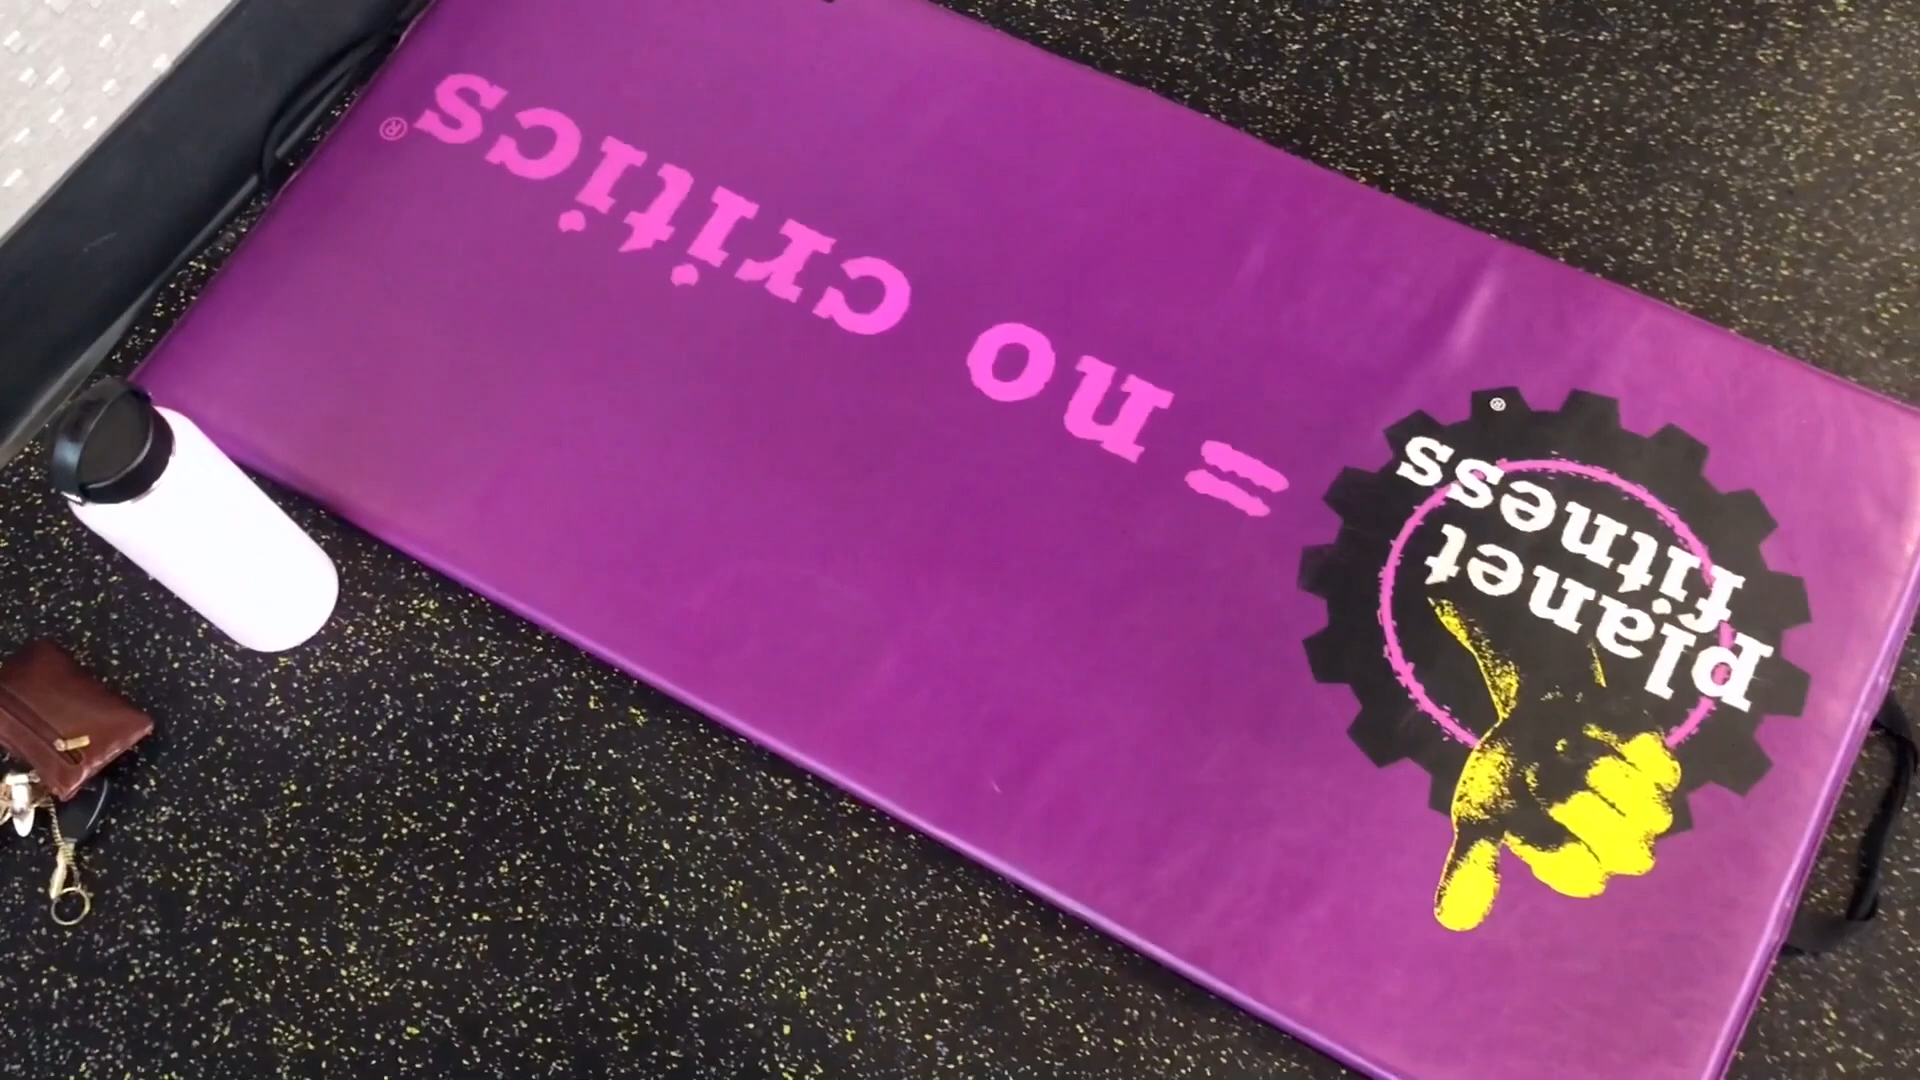 planet
fitness®
= no critics®